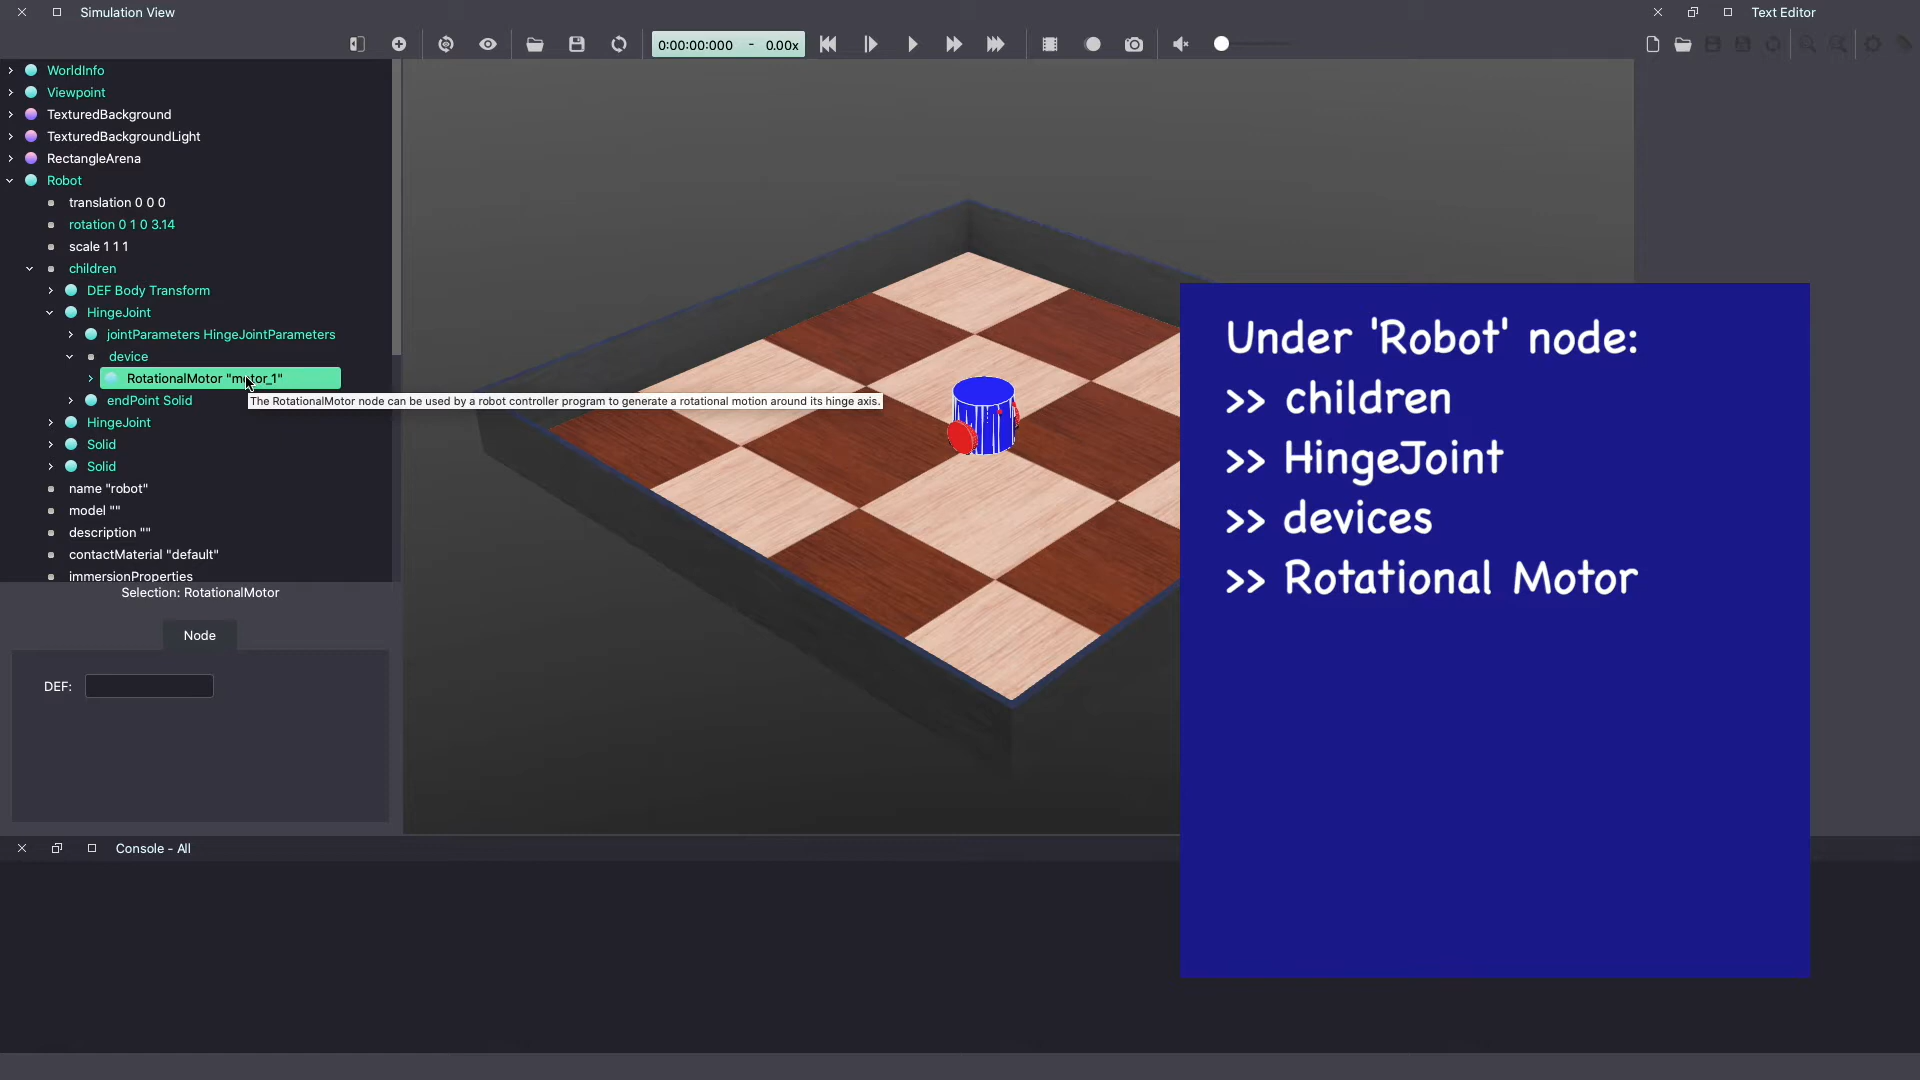 Simulation View
Text Editor
0:00:00:000 - 0.00x
WorldInfo
Viewpoint
TexturedBackground
TexturedBackgroundLight
RectangleArena
Robot
translation 0 0 0
rotation 0 1 0 3.14
scale 1 1 1
children
DEF Body Transform
HingeJoint
jointParameters HingeJointParameters
device
RotationalMotor "motor_1"
endPoint Solid
The RotationalMotor node can be used by a robot controller program to generate a rotational motion around its hinge axis.
HingeJoint
Solid
Solid
name "robot"
model ""
description ""
contactMaterial "default"
immersionProperties
Selection: RotationalMotor
Node
DEF:
Console - All
Under 'Robot' node:
>> children
>> HingeJoint
>> devices
>> Rotational Motor